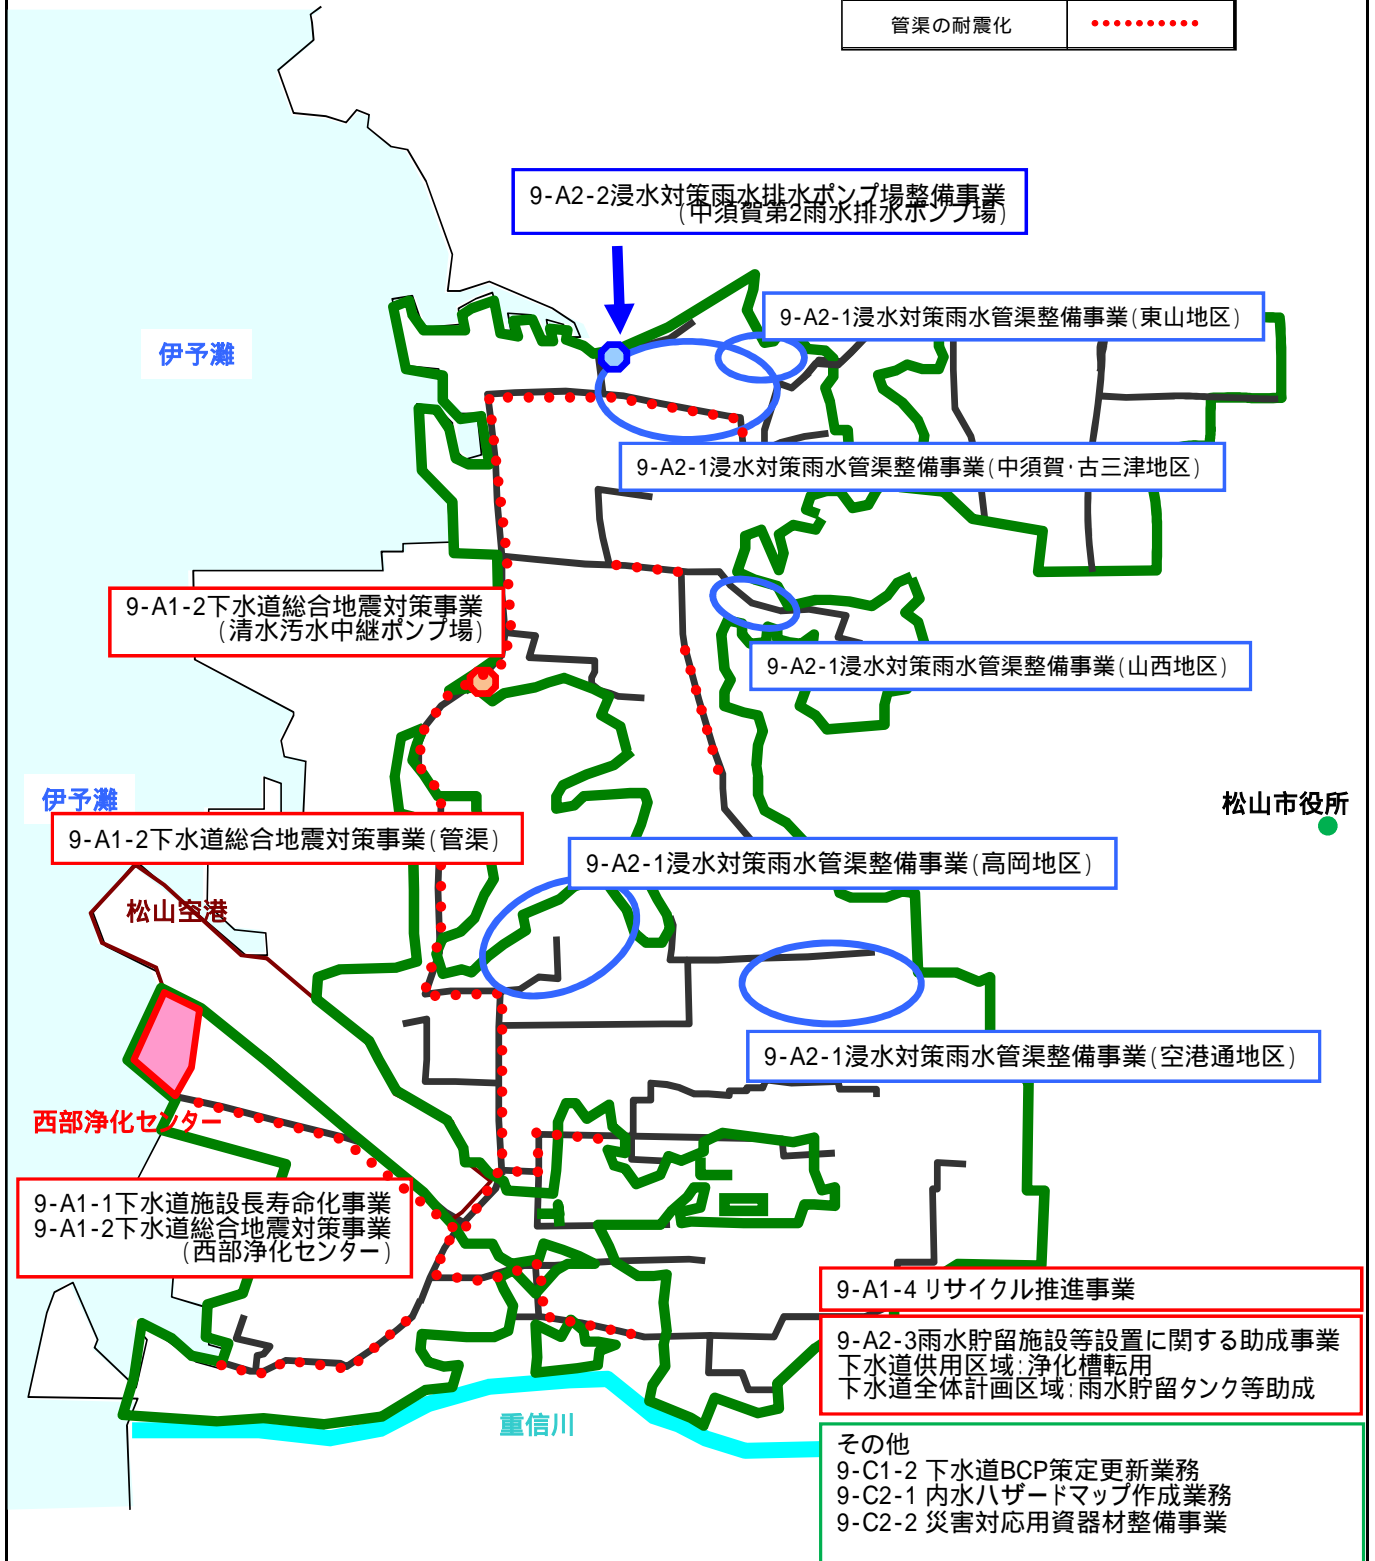 管渠の耐震化
9-A2-2浸水対策雨水排水ポンプ場整備事業
(中須賀第2雨水排水ポンプ場)
9-A2-1浸水対策雨水管渠整備事業(東山地区)
伊予灘
9-A2-1浸水対策雨水管渠整備事業(中須賀・古三津地区)
9-A1-2下水道総合地震対策事業
(清水汚水中継ポンプ場)
9-A2-1浸水対策雨水管渠整備事業(山西地区)
伊予灘
松山市役所
9-A1-2下水道総合地震対策事業(管渠)
9-A2-1浸水対策雨水管渠整備事業(高岡地区)
松山空港
9-A2-1浸水対策雨水管渠整備事業(空港通地区)
西部浄化センター
9-A1-1下水道施設長寿命化事業
9-A1-2下水道総合地震対策事業
(西部浄化センター)
9-A1-4 リサイクル推進事業
9-A2-3雨水貯留施設等設置に関する助成事業
下水道供用区域:浄化槽転用
下水道全体計画区域:雨水貯留タンク等助成
重信川
その他
9-C1-2 下水道BCP策定更新業務
9-C2-1 内水ハザードマップ作成業務
9-C2-2 災害対応用資器材整備事業